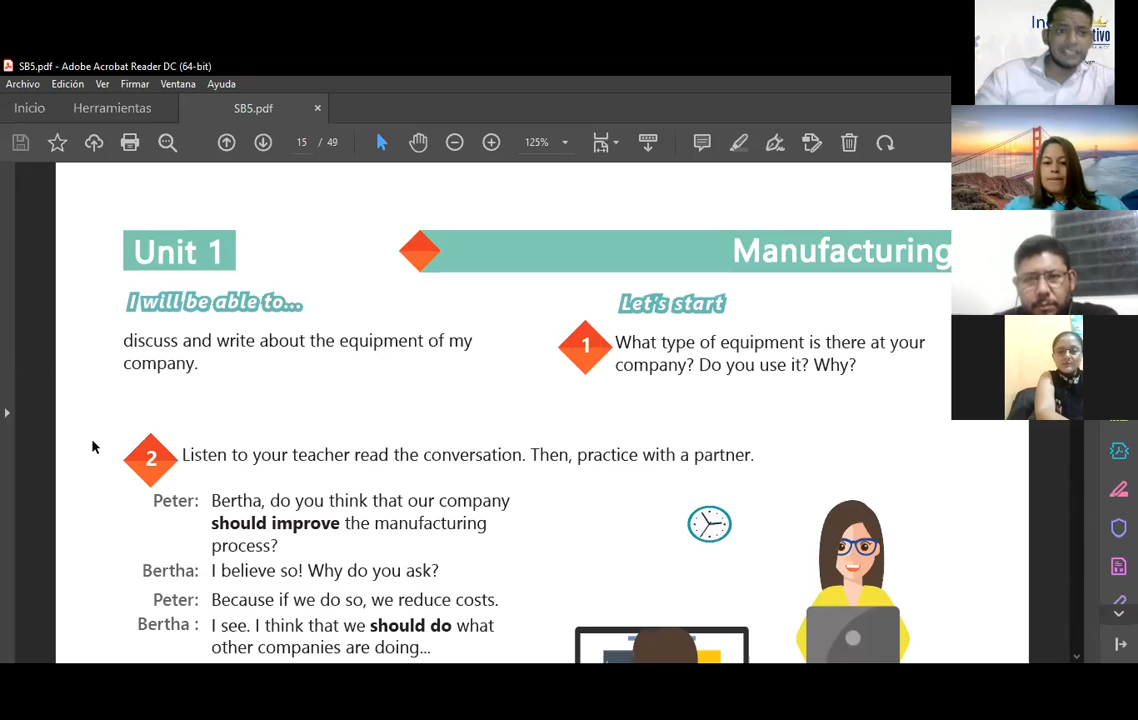 SB5.pdf - Adobe Acrobat Reader DC (64-bit)
Archivo Edición Ver Firmar Ventana Ayuda
Inicio Herramientas SB5.pdf ×
15 / 49 125%
Unit 1
Manufacturing
I will be able to...
Let's start
discuss and write about the equipment of my
company.
1
What type of equipment is there at your
company? Do you use it? Why?
2
Listen to your teacher read the conversation. Then, practice with a partner.
Peter: Bertha, do you think that our company
should improve the manufacturing
process?
Bertha: I believe so! Why do you ask?
Peter: Because if we do so, we reduce costs.
Bertha : I see. I think that we should do what
other companies are doing...